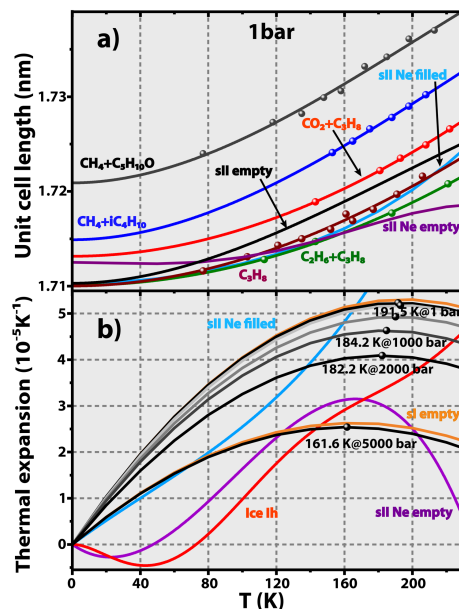 a)
1bar
sII Ne filled
CO₂+C₃H₈
sII empty
CH₄+C₅H₁₀O
CH₄+iC₄H₁₀
sII Ne empty
C₂H₆+C₃H₈
C₃H₈
Unit cell length (nm)
1.73
1.72
1.71
b)
sII Ne filled
191.5 K@1 bar
184.2 K@1000 bar
182.2 K@2000 bar
sI empty
161.6 K@5000 bar
Ice Ih
sII Ne empty
Thermal expansion (10⁻⁵K⁻¹)
5
4
3
2
1
0
0 40 80 120 160 200
T (K)